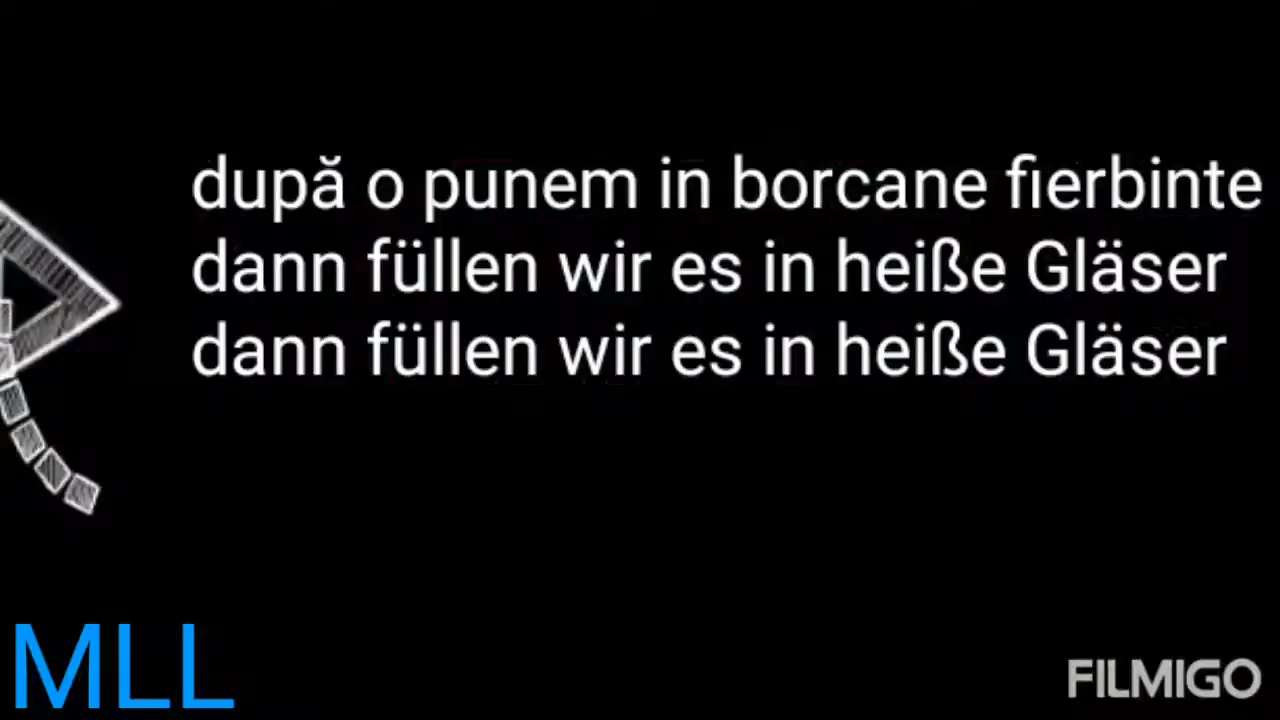 după o punem in borcane fierbinte
dann füllen wir es in heiße Gläser
dann füllen wir es in heiße Gläser
MLL
FILMIGO